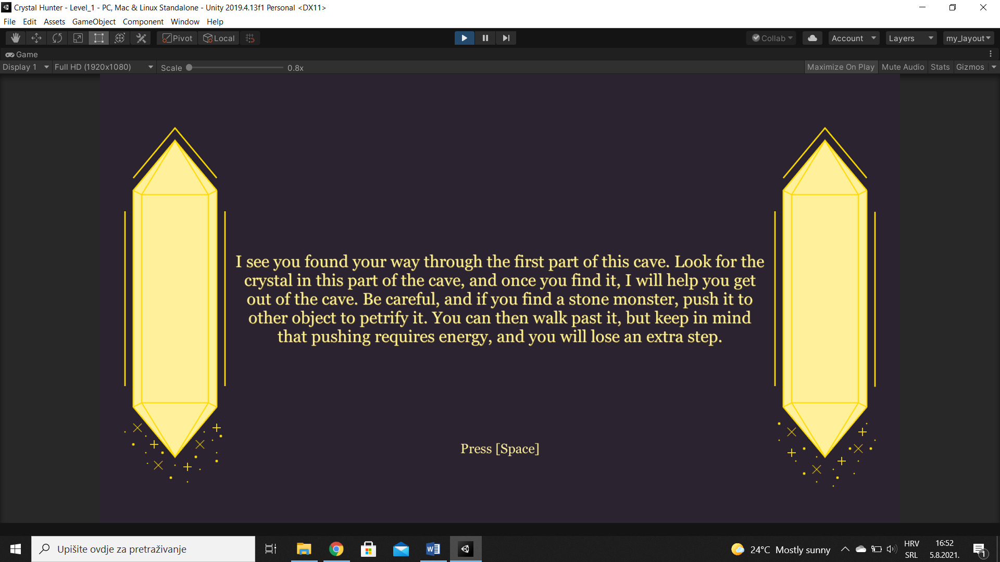 Crystal Hunter - Level_1 - PC, Mac & Linux Standalone - Unity 2019.4.13f1 Personal <DX11>
File Edit Assets GameObject Component Window Help
Pivot Local Collab Account Layers my_layout
Game
Display 1 Full HD (1920x1080) Scale 0.8x Maximize On Play Mute Audio Stats Gizmos
I see you found your way through the first part of this cave. Look for the
crystal in this part of the cave, and once you find it, I will help you get
out of the cave. Be careful, and if you find a stone monster, push it to
other object to petrify it. You can then walk past it, but keep in mind
that pushing requires energy, and you will lose an extra step.
Press [Space]
Upišite ovdje za pretraživanje
24°C Mostly sunny
HRV
SRL
16:52
5.8.2021.
1